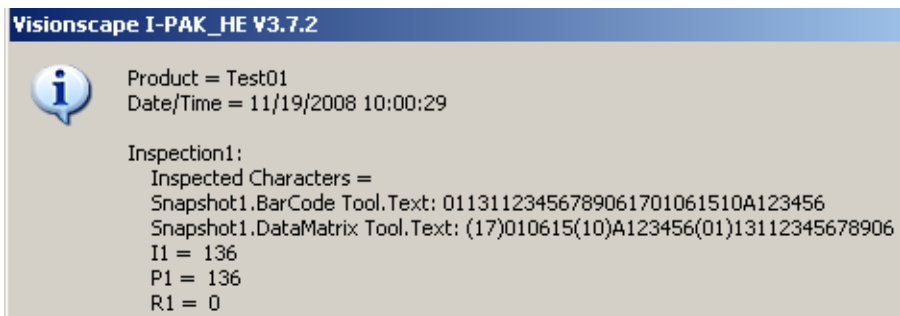 Visionscape I-PAK_HE V3.7.2
Product = Test01
Date/Time = 11/19/2008 10:00:29
Inspection1:
Inspected Characters =
Snapshot1.BarCode Tool.Text: 01131123456789061701061510A123456
Snapshot1.DataMatrix Tool.Text: (17)010615(10)A123456(01)13112345678906
I1 = 136
P1 = 136
R1 = 0